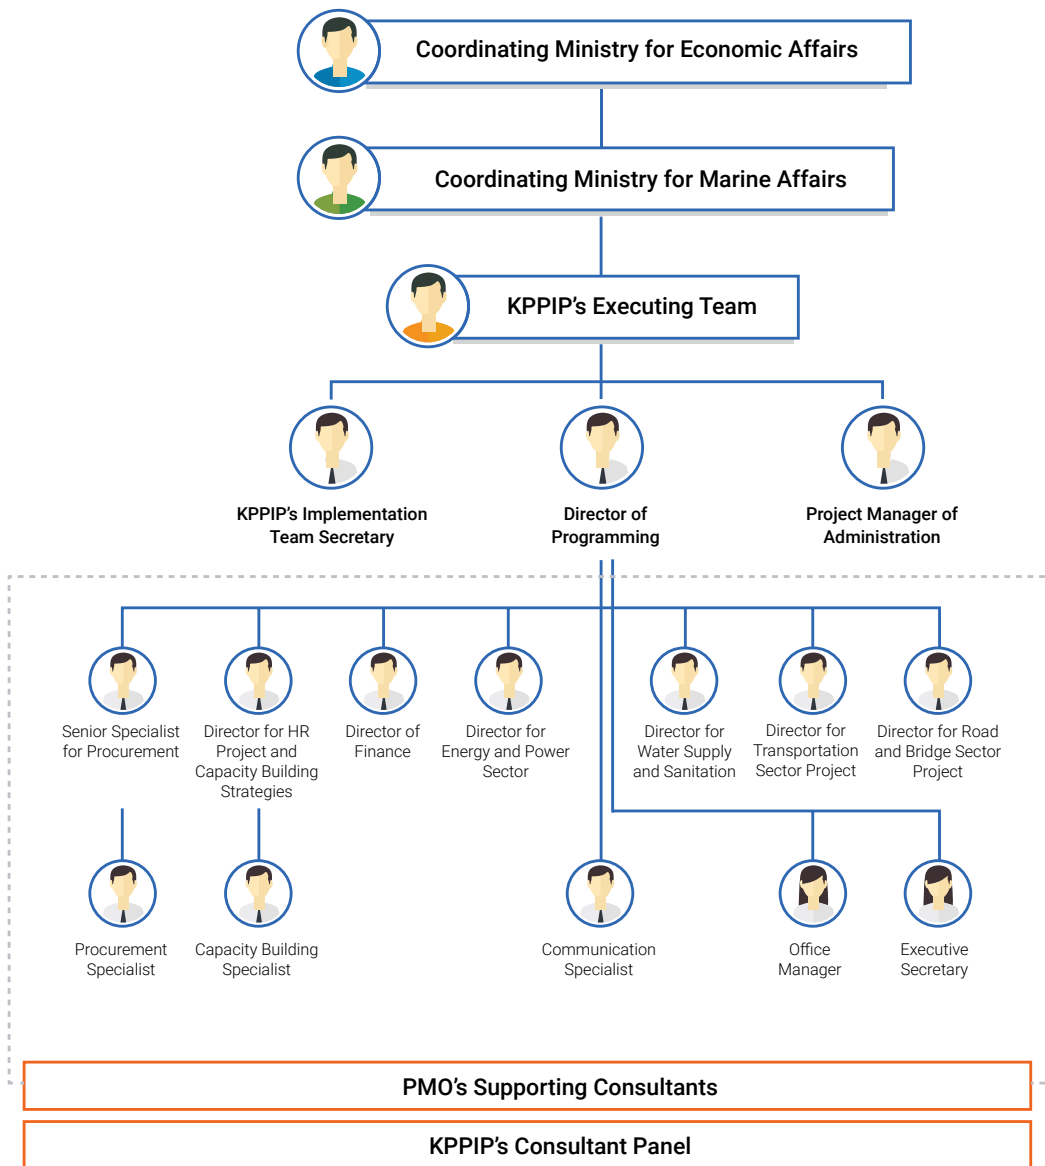 Coordinating Ministry for Economic Affairs
Coordinating Ministry for Marine Affairs
KPPIP’s Executing Team
KPPIP’s Implementation
Team Secretary
Director of
Programming
Project Manager of
Administration
Senior Specialist
for Procurement
Director for HR
Project and
Capacity Building
Strategies
Director of
Finance
Director for
Energy and Power
Sector
Director for
Water Supply
and Sanitation
Director for
Transportation
Sector Project
Director for Road
and Bridge Sector
Project
Procurement
Specialist
Capacity Building
Specialist
Communication
Specialist
Office
Manager
Executive
Secretary
PMO’s Supporting Consultants
KPPIP’s Consultant Panel